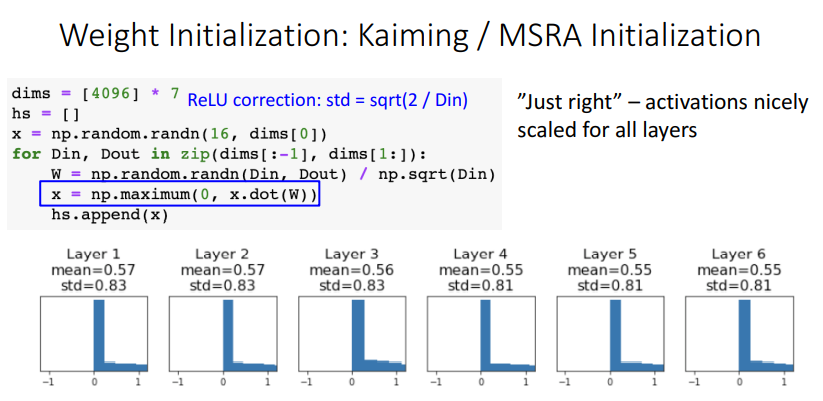 Weight Initialization: Kaiming / MSRA Initialization
dims = [4096] * 7 ReLU correction: std = sqrt(2 / Din)
hs = []
x = np.random.randn(16, dims[0])
for Din, Dout in zip(dims[:-1], dims[1:]):
W = np.random.randn(Din, Dout) / np.sqrt(Din)
x = np.maximum(0, x.dot(W))
hs.append(x)
”Just right” – activations nicely
scaled for all layers
Layer 1
mean=0.57
std=0.83
-1 0 1
Layer 2
mean=0.57
std=0.83
-1 0 1
Layer 3
mean=0.56
std=0.83
-1 0 1
Layer 4
mean=0.55
std=0.81
-1 0 1
Layer 5
mean=0.55
std=0.81
-1 0 1
Layer 6
mean=0.55
std=0.81
-1 0 1